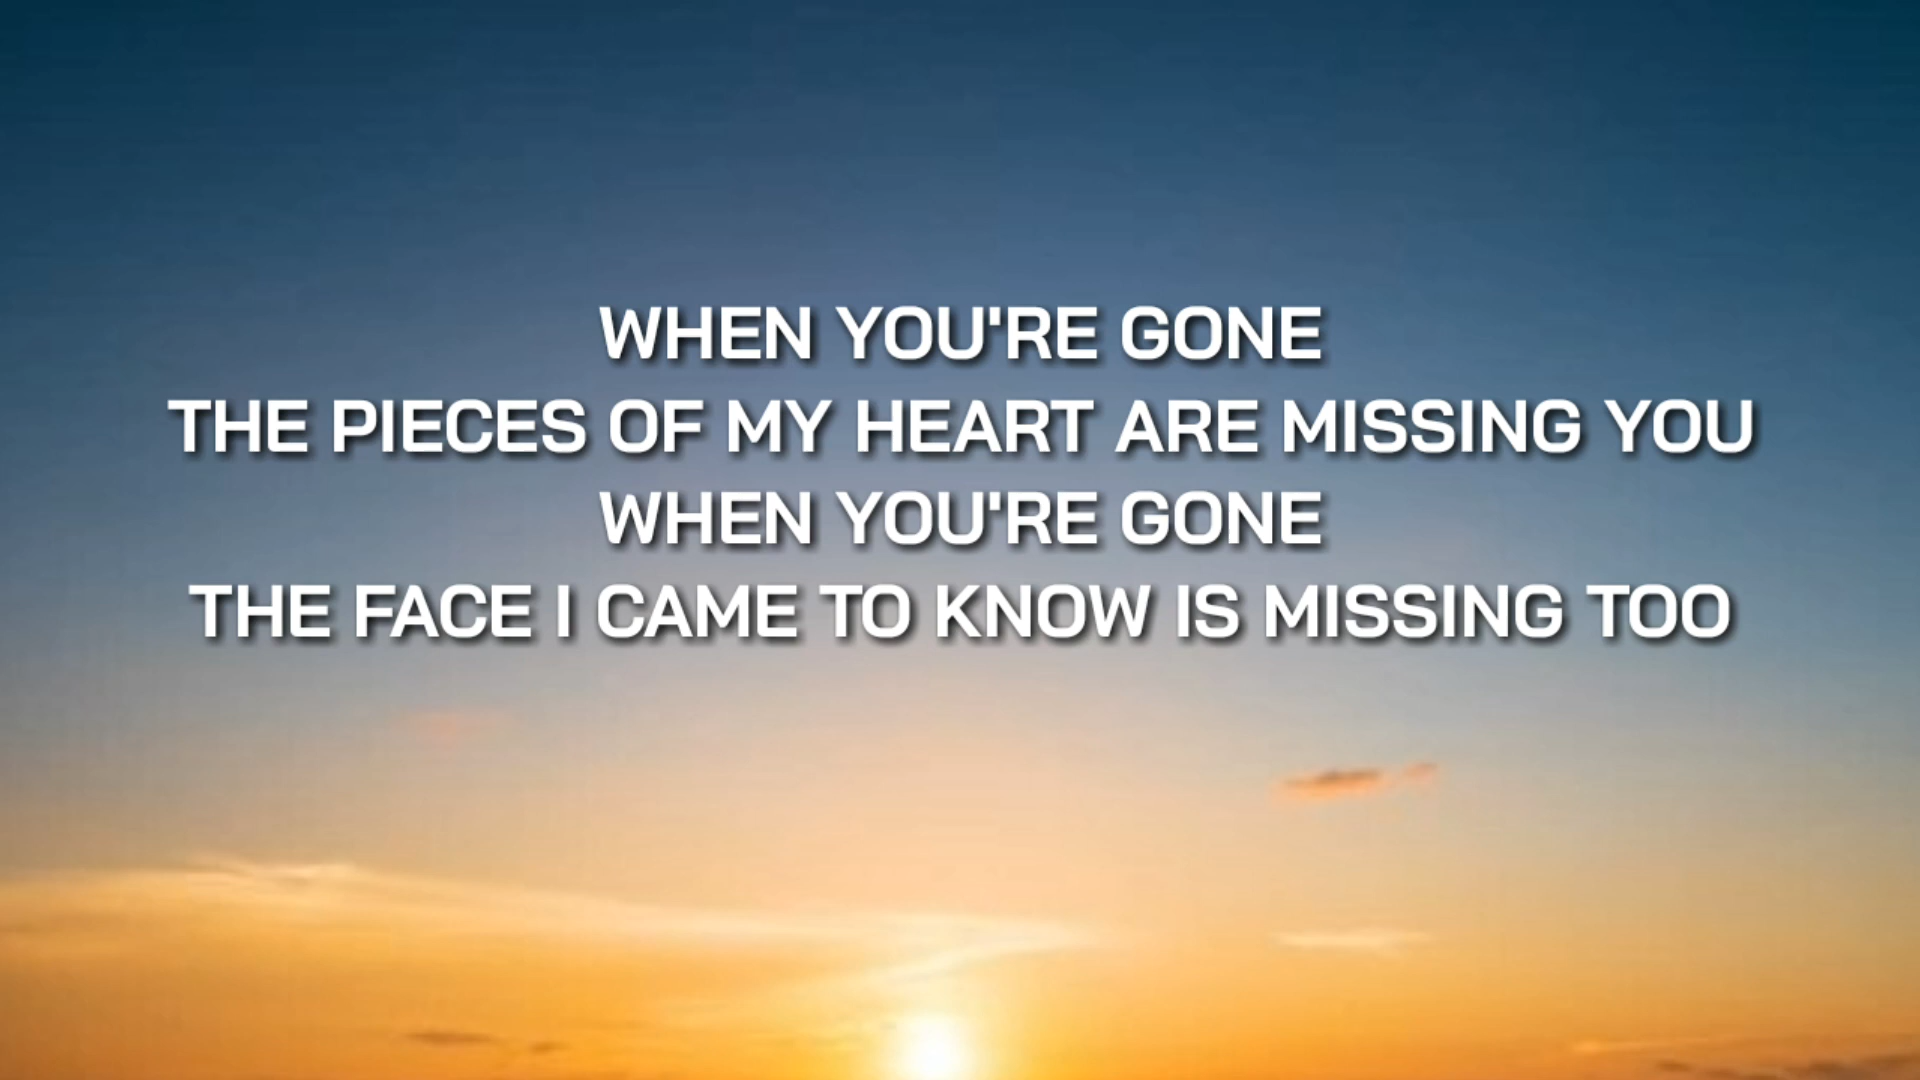 WHEN YOU'RE GONE
THE PIECES OF MY HEART ARE MISSING YOU
WHEN YOU'RE GONE
THE FACE I CAME TO KNOW IS MISSING TOO